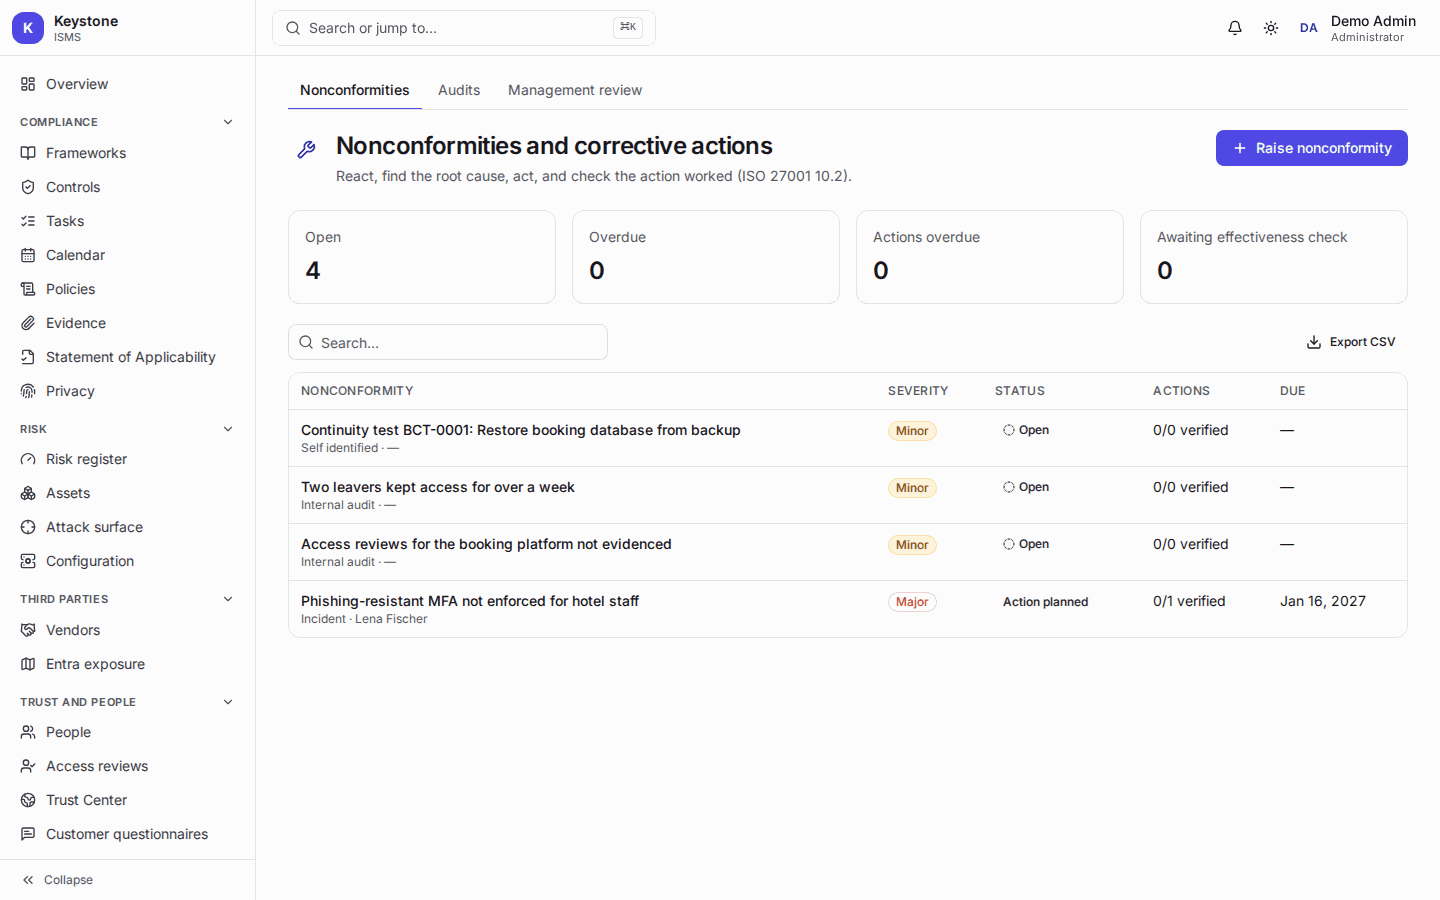 K
Keystone
ISMS
Search or jump to...
⌘K
DA
Demo Admin
Administrator
Overview
COMPLIANCE
Frameworks
Controls
Tasks
Calendar
Policies
Evidence
Statement of Applicability
Privacy
RISK
Risk register
Assets
Attack surface
Configuration
THIRD PARTIES
Vendors
Entra exposure
TRUST AND PEOPLE
People
Access reviews
Trust Center
Customer questionnaires
Collapse
Nonconformities Audits Management review
Nonconformities and corrective actions
React, find the root cause, act, and check the action worked (ISO 27001 10.2).
Raise nonconformity
Open
4
Overdue
0
Actions overdue
0
Awaiting effectiveness check
0
Search...
Export CSV
NONCONFORMITY SEVERITY STATUS ACTIONS DUE
Continuity test BCT-0001: Restore booking database from backup Minor Open 0/0 verified —
Self identified · —
Two leavers kept access for over a week Minor Open 0/0 verified —
Internal audit · —
Access reviews for the booking platform not evidenced Minor Open 0/0 verified —
Internal audit · —
Phishing-resistant MFA not enforced for hotel staff Major Action planned 0/1 verified Jan 16, 2027
Incident · Lena Fischer